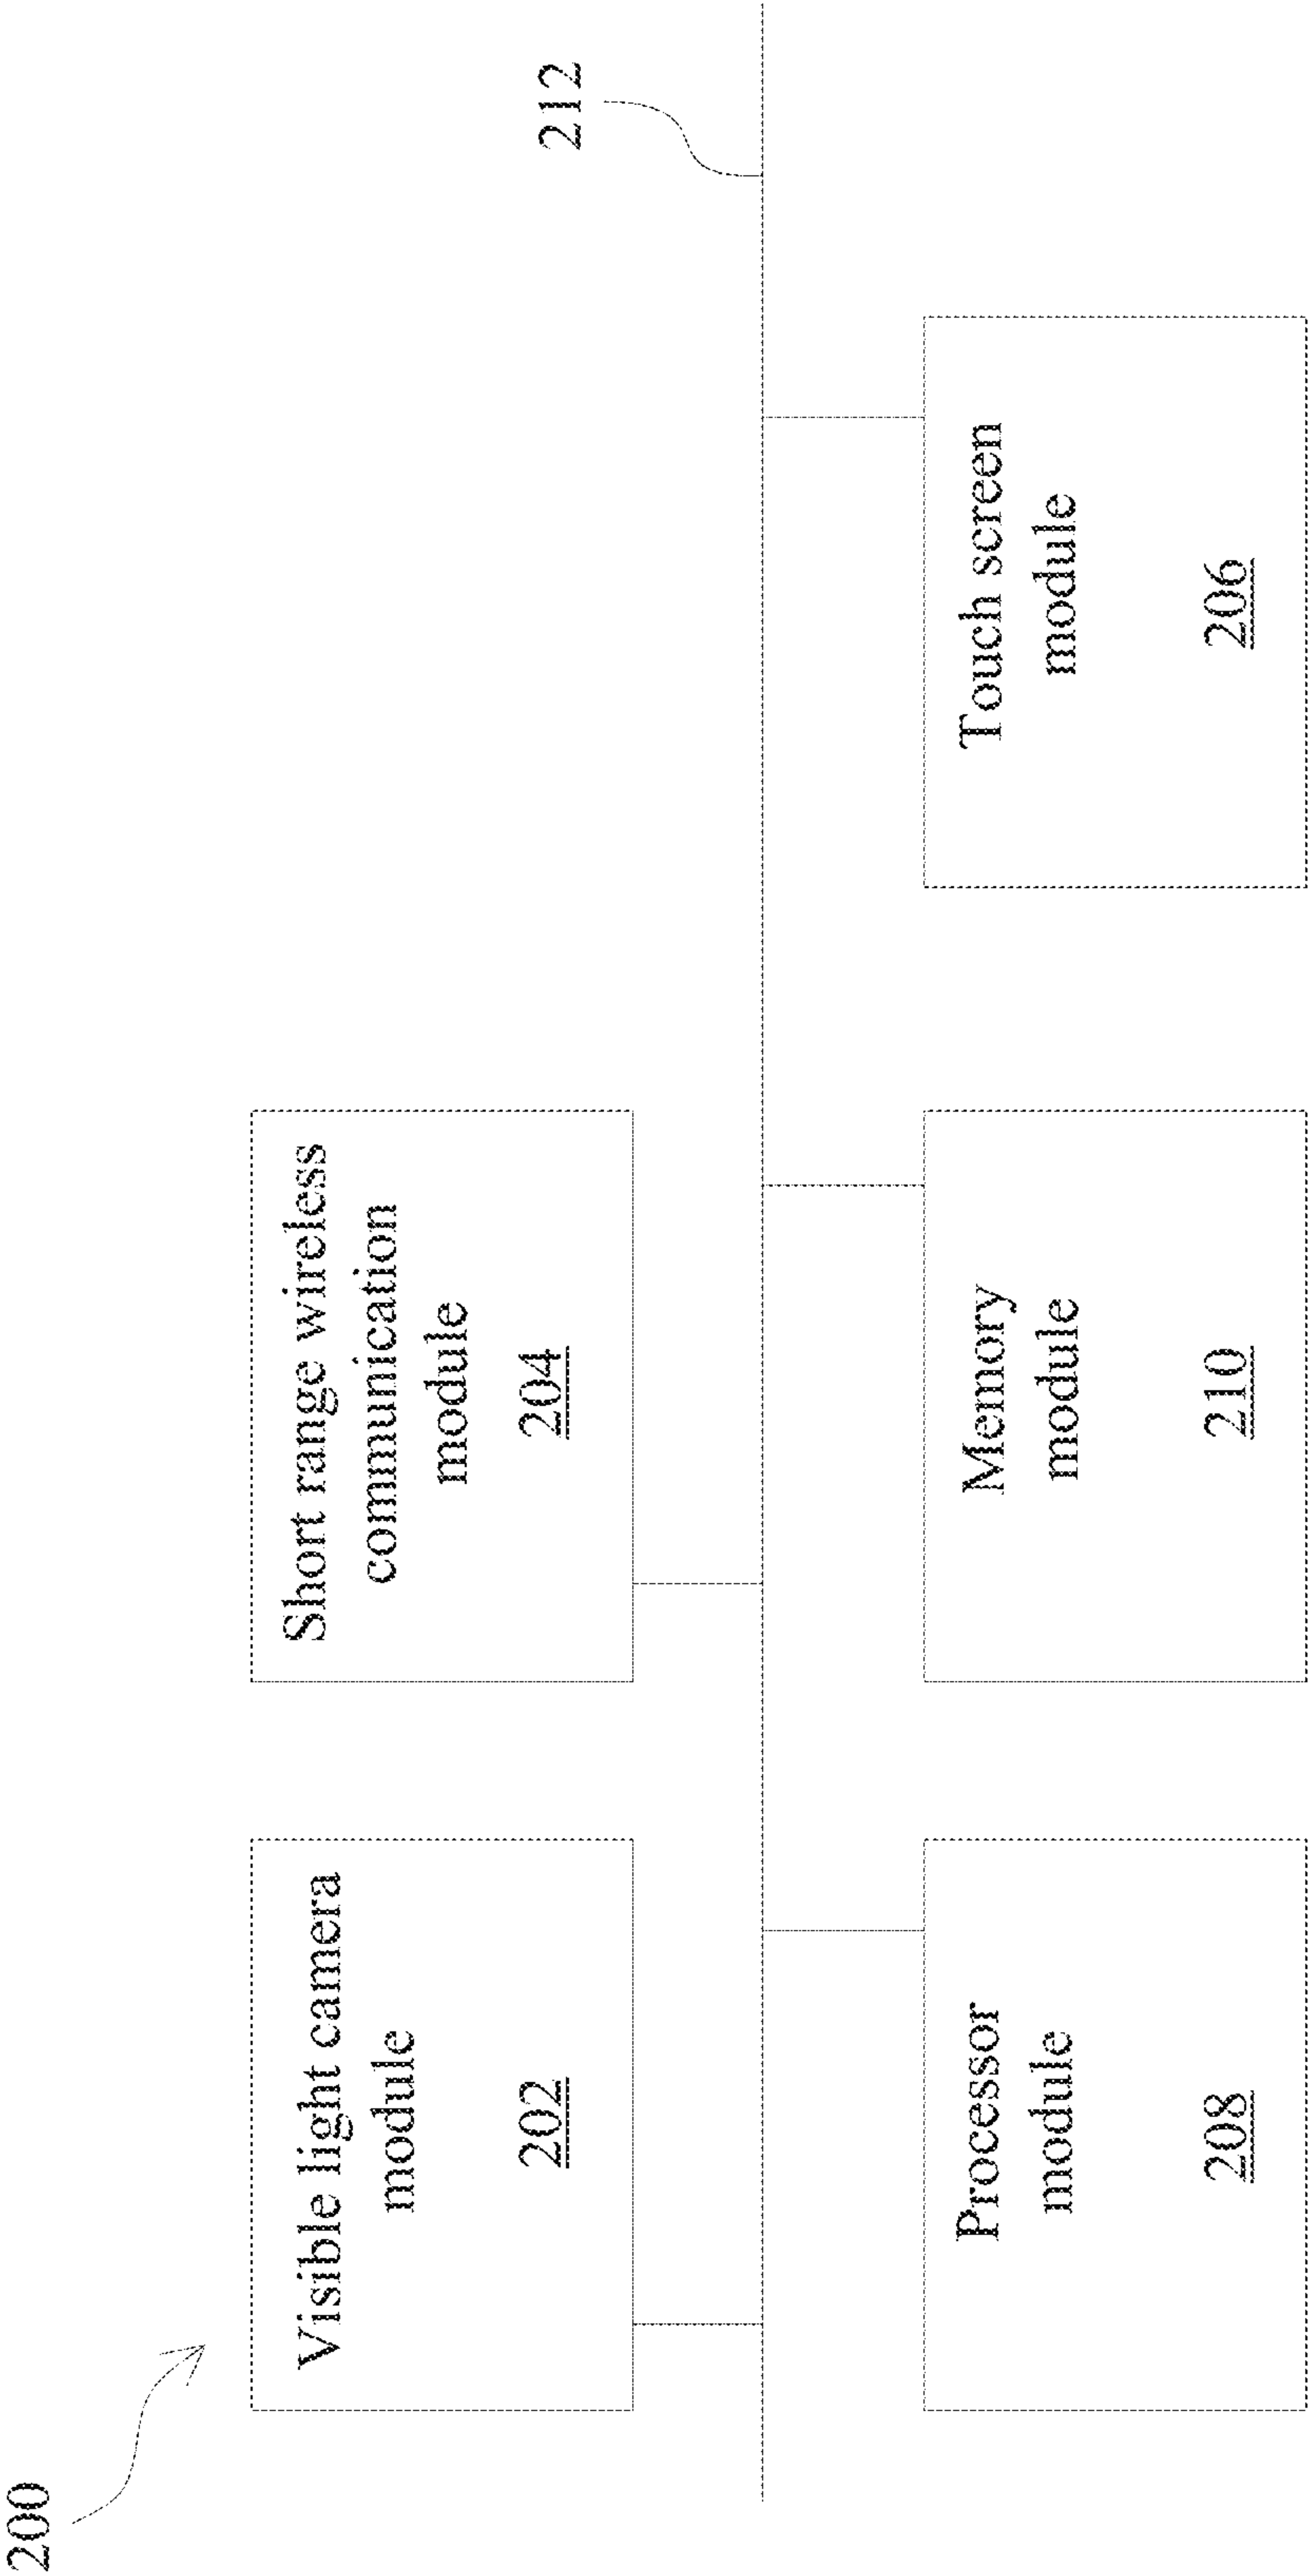 200
Visible light camera
module
202
Short range wireless
communication
module
204
212
Processor
module
208
Memory
module
210
Touch screen
module
206